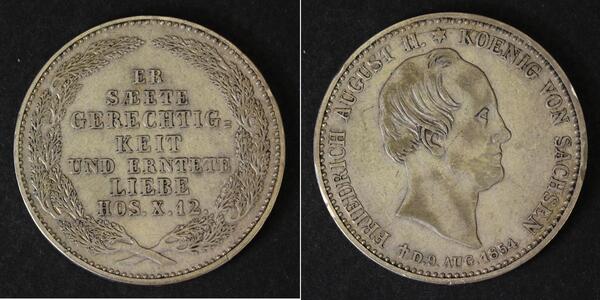 ER
SÆETE
GERECHTIG=
KEIT
UND ERNTETE
LIEBE
HOS. X. 12
FRIEDRICH AUGUST II. * KOENIG VON SACHSEN
† D. 9. AUG. 1854